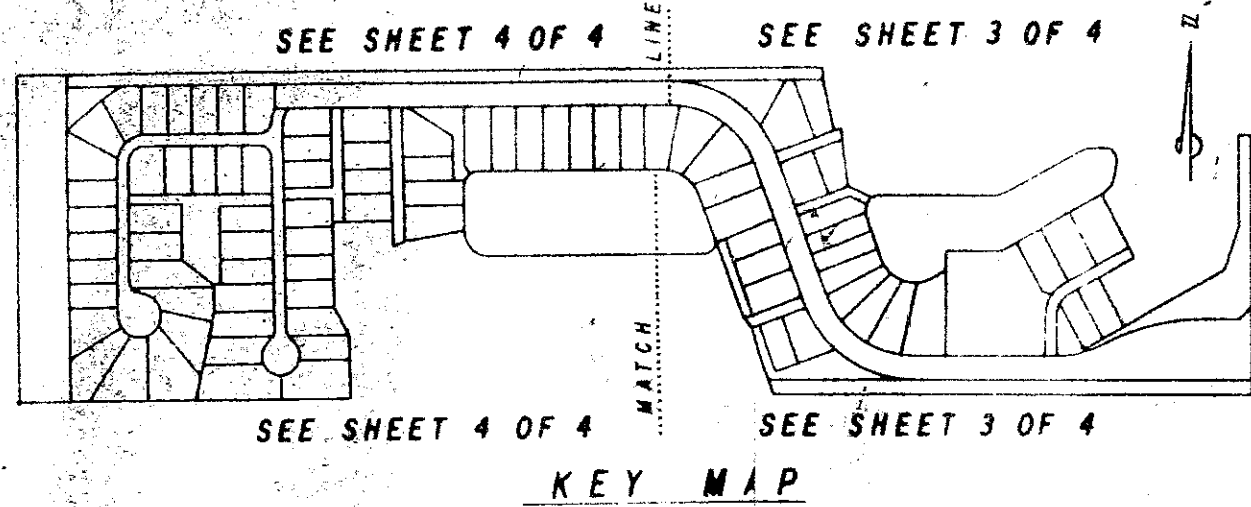 SEE SHEET 4 OF 4
LINE
SEE SHEET 3 OF 4
MATCH
SEE SHEET 4 OF 4
SEE SHEET 3 OF 4
KEY MAP